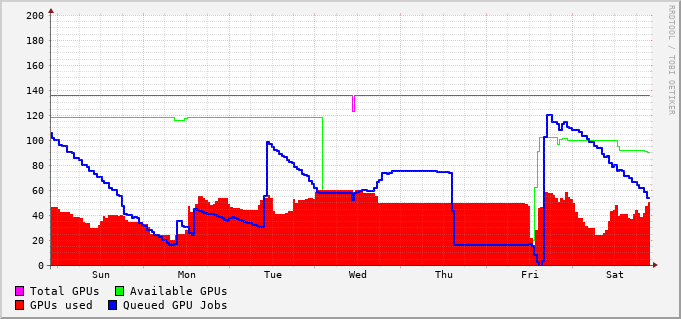 200
180
160
140
120
100
80
60
40
20
0
Sun Mon Tue Wed Thu Fri Sat
Total GPUs Available GPUs
GPUs used Queued GPU Jobs
RRDTOOL / TOBI OETIKER